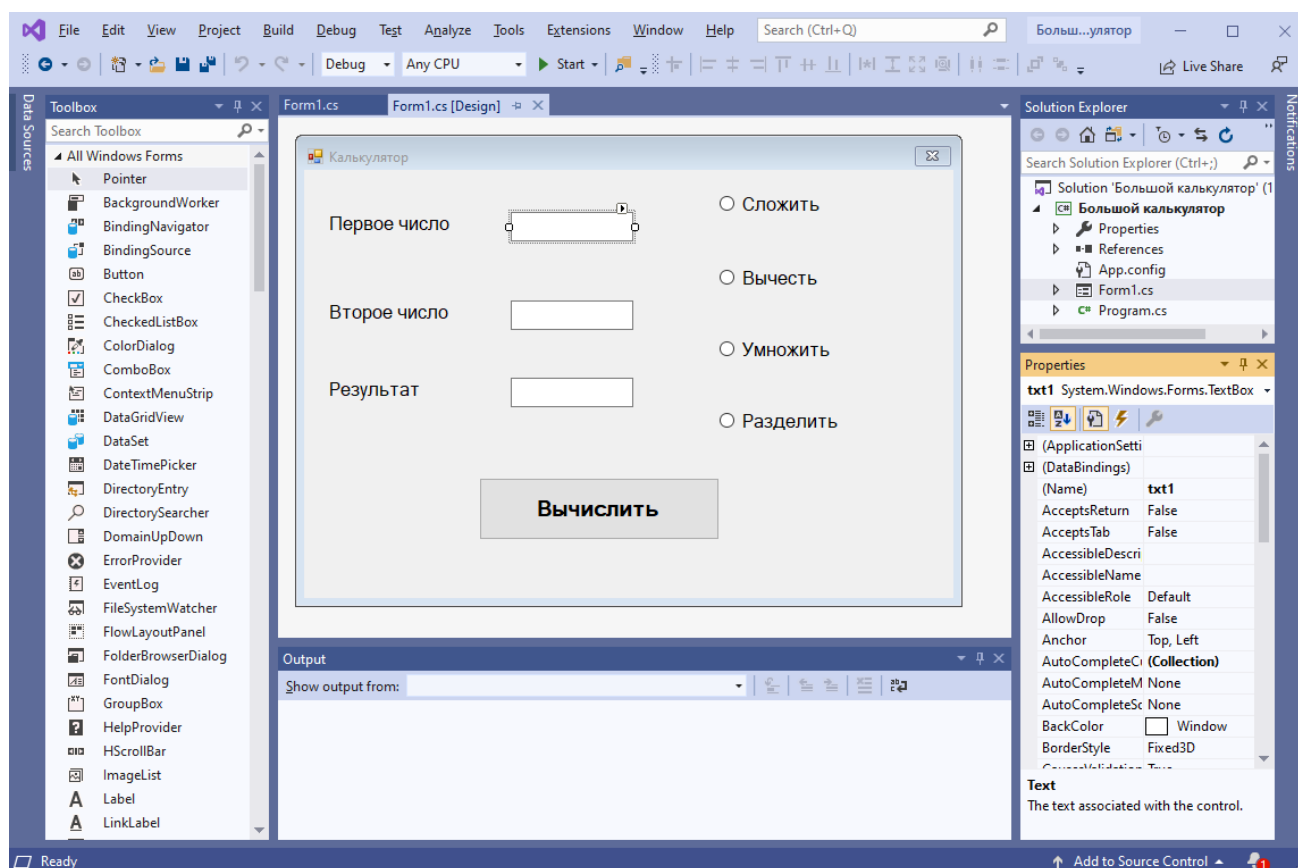 File Edit View Project Build Debug Test Analyze Tools Extensions Window Help Search (Ctrl+Q) Больш...улятор
Debug Any CPU Start Live Share
Data Sources
Toolbox
Search Toolbox
All Windows Forms
Pointer
BackgroundWorker
BindingNavigator
BindingSource
Button
CheckBox
CheckedListBox
ColorDialog
ComboBox
ContextMenuStrip
DataGridView
DataSet
DateTimePicker
DirectoryEntry
DirectorySearcher
DomainUpDown
ErrorProvider
EventLog
FileSystemWatcher
FlowLayoutPanel
FolderBrowserDialog
FontDialog
GroupBox
HelpProvider
HScrollBar
ImageList
Label
LinkLabel
Form1.cs Form1.cs [Design]
Калькулятор
Первое число
Второе число
Результат
Сложить
Вычесть
Умножить
Разделить
Вычислить
Output
Show output from:
Solution Explorer
Search Solution Explorer (Ctrl+;)
Solution 'Большой калькулятор' (1
C# Большой калькулятор
Properties
References
App.config
Form1.cs
C# Program.cs
Properties
txt1 System.Windows.Forms.TextBox
(ApplicationSetti
(DataBindings)
(Name) txt1
AcceptsReturn False
AcceptsTab False
AccessibleDescri
AccessibleName
AccessibleRole Default
AllowDrop False
Anchor Top, Left
AutoCompleteCu (Collection)
AutoCompleteM None
AutoCompleteSc None
BackColor Window
BorderStyle Fixed3D
Text
The text associated with the control.
Notifications
Ready Add to Source Control 1